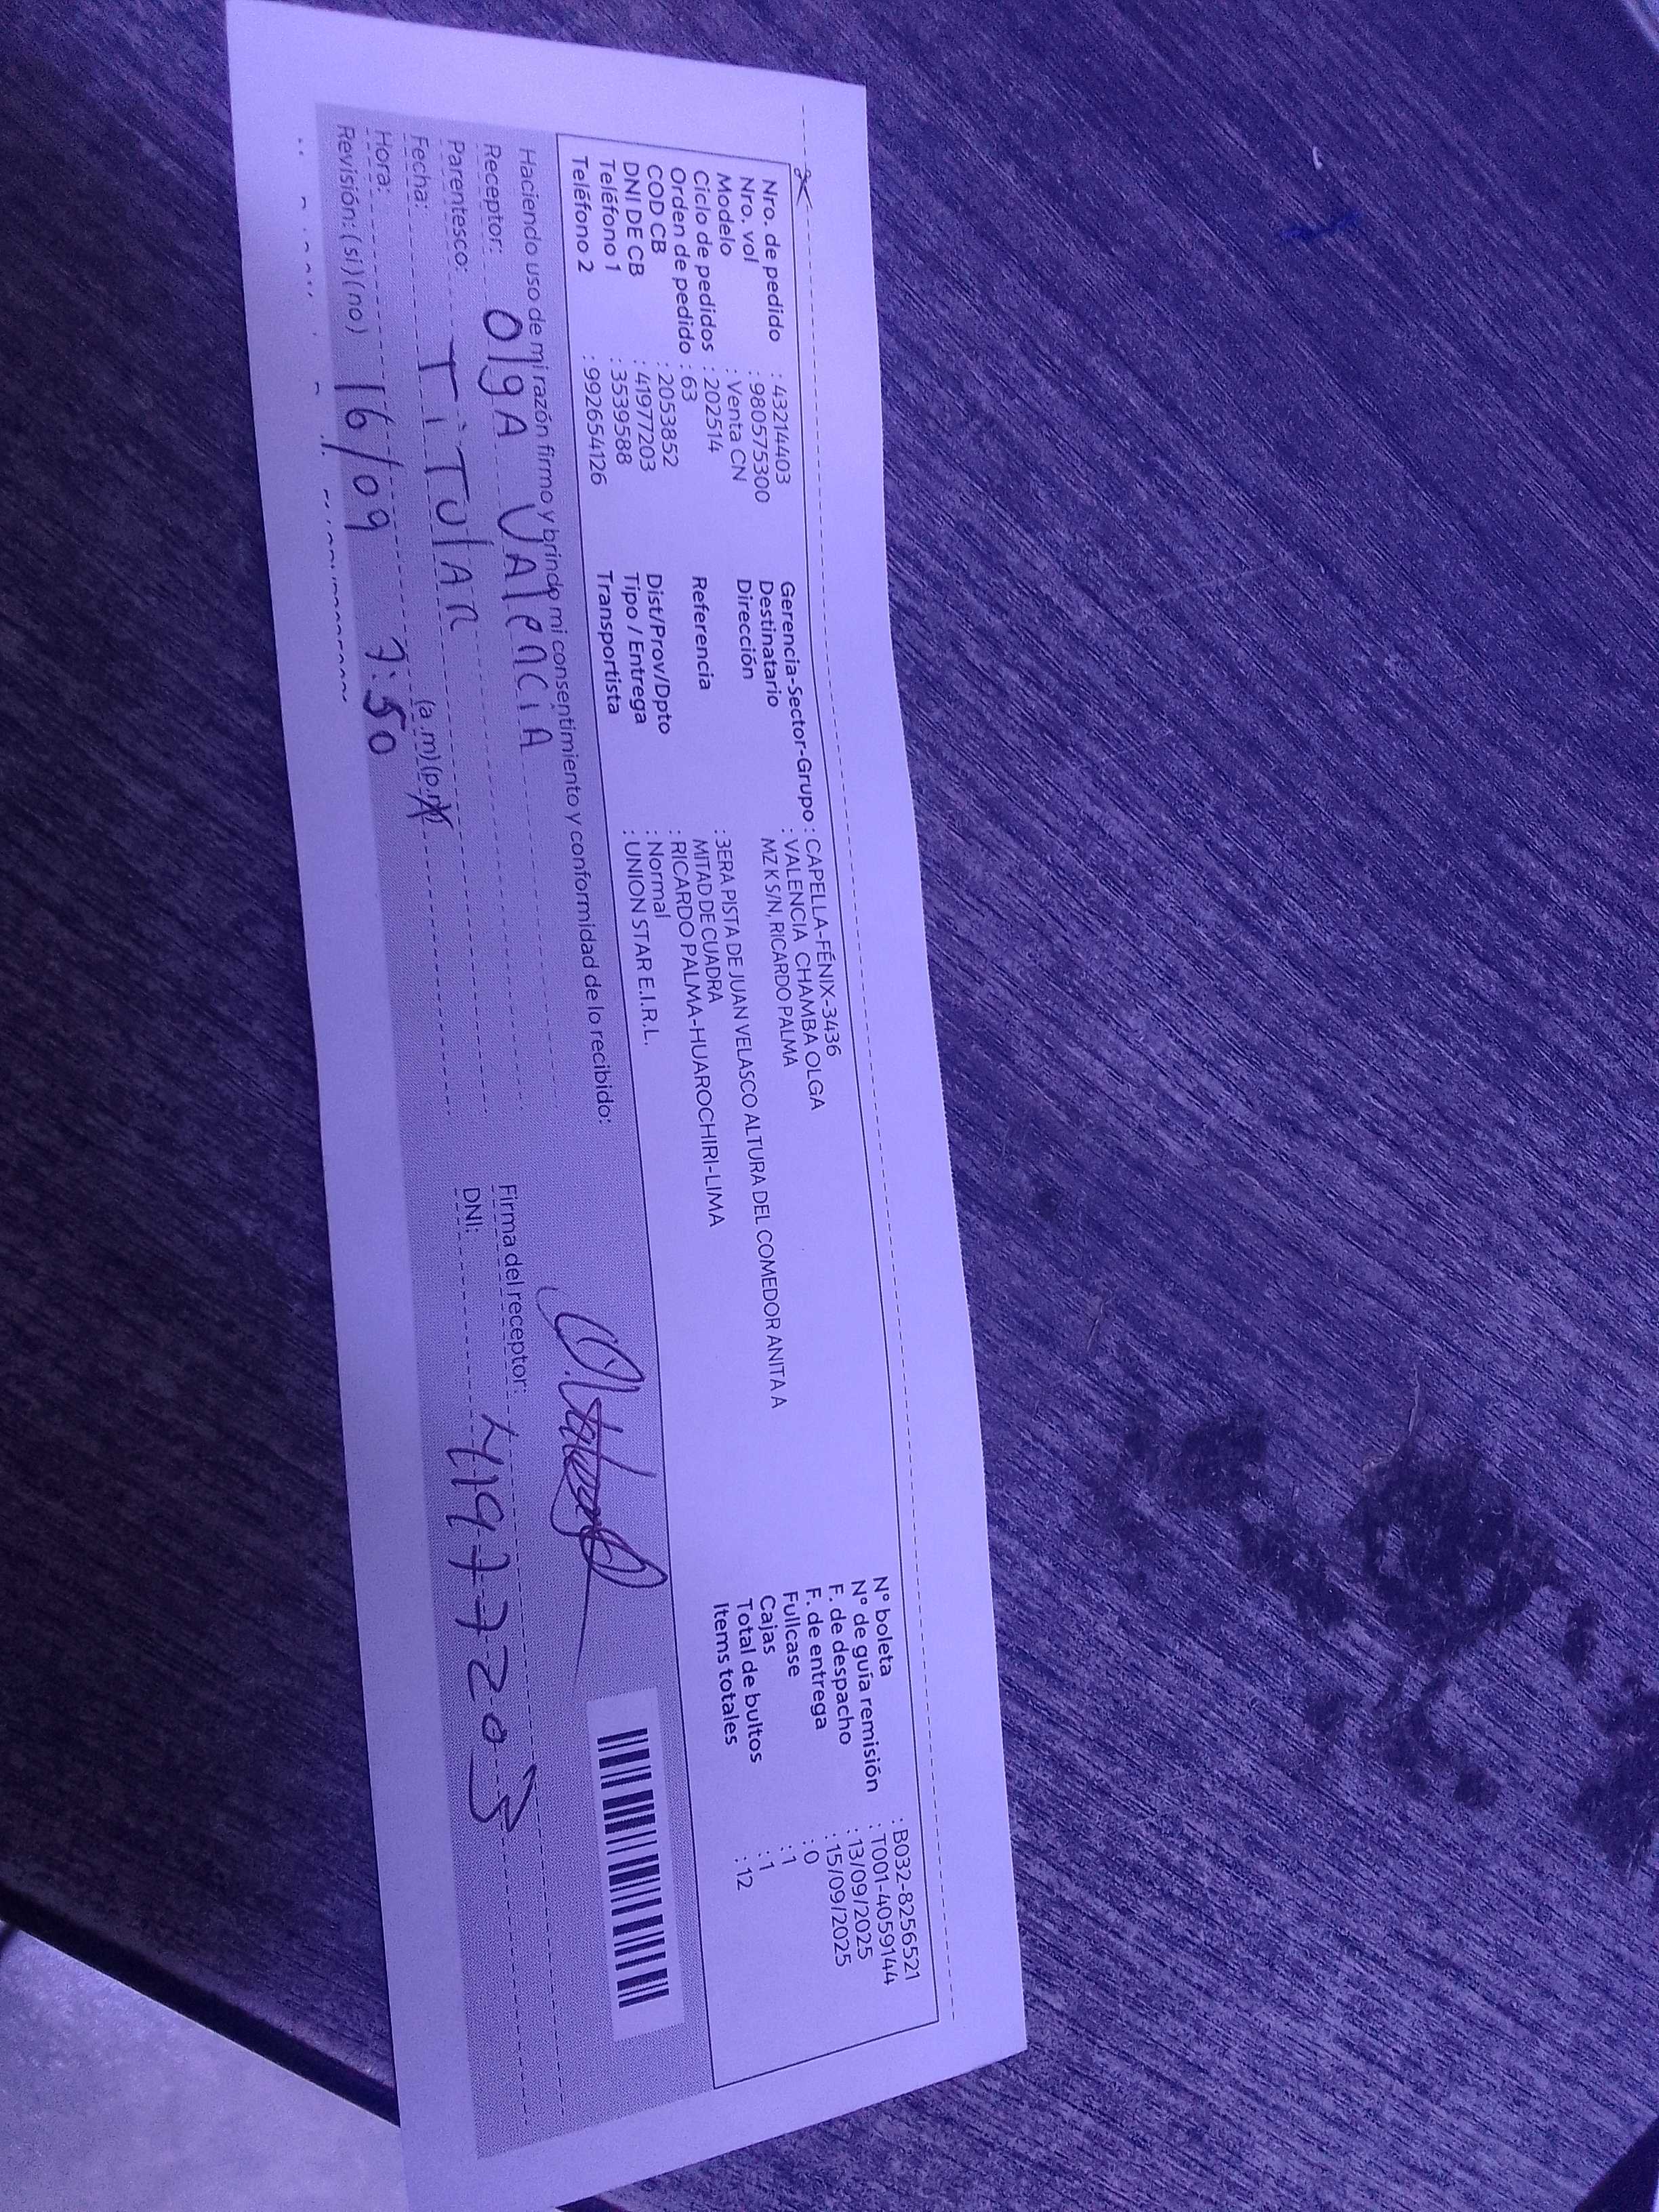 Nro. de pedido : 43214403
Nro. vol : 980575300
Modelo : Venta CN
Ciclo de pedidos : 202514
Orden de pedido : 63
COD CB : 2053852
DNI DE CB : 41977203
Teléfono 1 : 3539588
Teléfono 2 : 992654126
Gerencia-Sector-Grupo : CAPELLA-FÉNIX-3436
Destinatario : VALENCIA CHAMBA OLGA
Dirección MZ K S/N, RICARDO PALMA
Referencia : 3ERA PISTA DE JUAN VELASCO ALTURA DEL COMEDOR ANITA A
MITAD DE CUADRA
Dist/Prov/Dpto : RICARDO PALMA-HUAROCHIRI-LIMA
Tipo / Entrega : Normal
Transportista : UNION STAR E.I.R.L.
N° boleta : B032-8256521
N° de guía remisión : T001-4059144
F. de despacho : 13/09/2025
F. de entrega : 15/09/2025
Fullcase : 0
Cajas : 1
Total de bultos : 1
Items totales : 12
Haciendo uso de mi razón firmo y brindo mi consentimiento y conformidad de lo recibido:
Receptor: OlgA VAlenciA
Parentesco: TiTUlAR
Fecha: 16/09
Hora: 7:50 (a.m)(p.m)
Revisión: (si) (no)
Firma del receptor:
DNI: 41977203